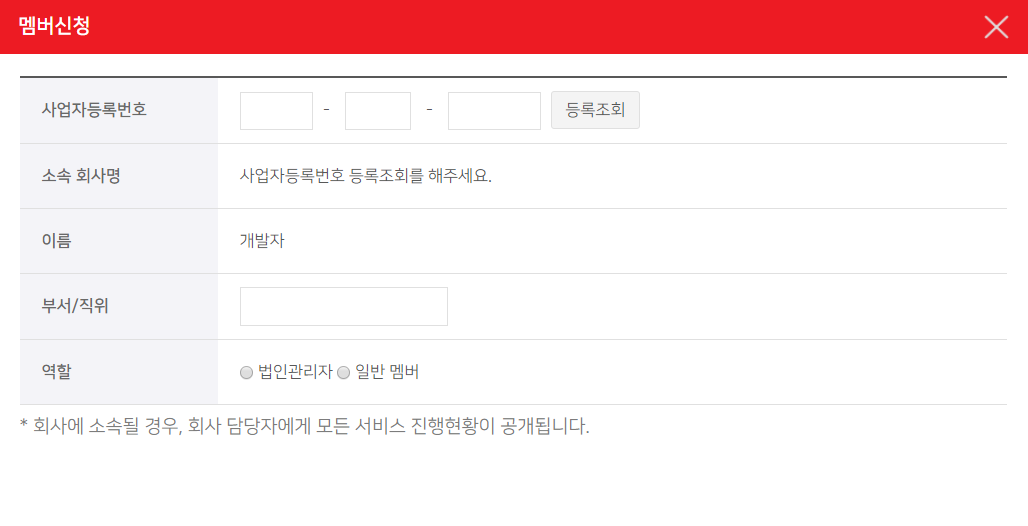 멤버신청
사업자등록번호 - - 등록조회
소속 회사명 사업자등록번호 등록조회를 해주세요.
이름 개발자
부서/직위
역할 법인관리자 일반 멤버
* 회사에 소속될 경우, 회사 담당자에게 모든 서비스 진행현황이 공개됩니다.